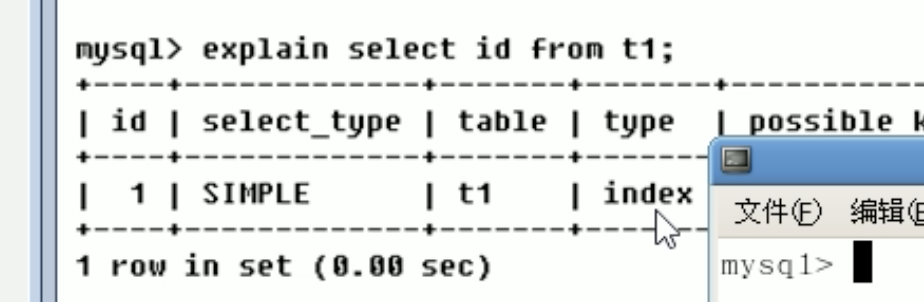 mysql> explain select id from t1;
+----+-------------+-------+-------+----------
| id | select_type | table | type | possible k
+----+-------------+-------+------
| 1 | SIMPLE | t1 | index
+----+-------------+-------+------
1 row in set (0.00 sec)
文件(F) 编辑(E
mysql>